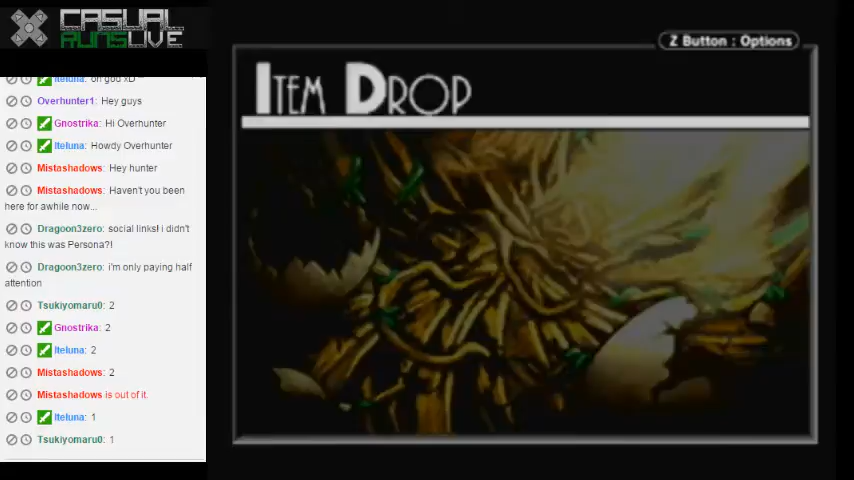 CASUAL
RUNSLIVE
Z Button : Options
ITEM DROP
Iteluna: oh god xD
Overhunter1: Hey guys
Gnostrika: Hi Overhunter
Iteluna: Howdy Overhunter
Mistashadows: Hey hunter
Mistashadows: Haven't you been
here for awhile now...
Dragoon3zero: social links! i didn't
know this was Persona?!
Dragoon3zero: i'm only paying half
attention
Tsukiyomaru0: 2
Gnostrika: 2
Iteluna: 2
Mistashadows: 2
Mistashadows is out of it.
Iteluna: 1
Tsukiyomaru0: 1